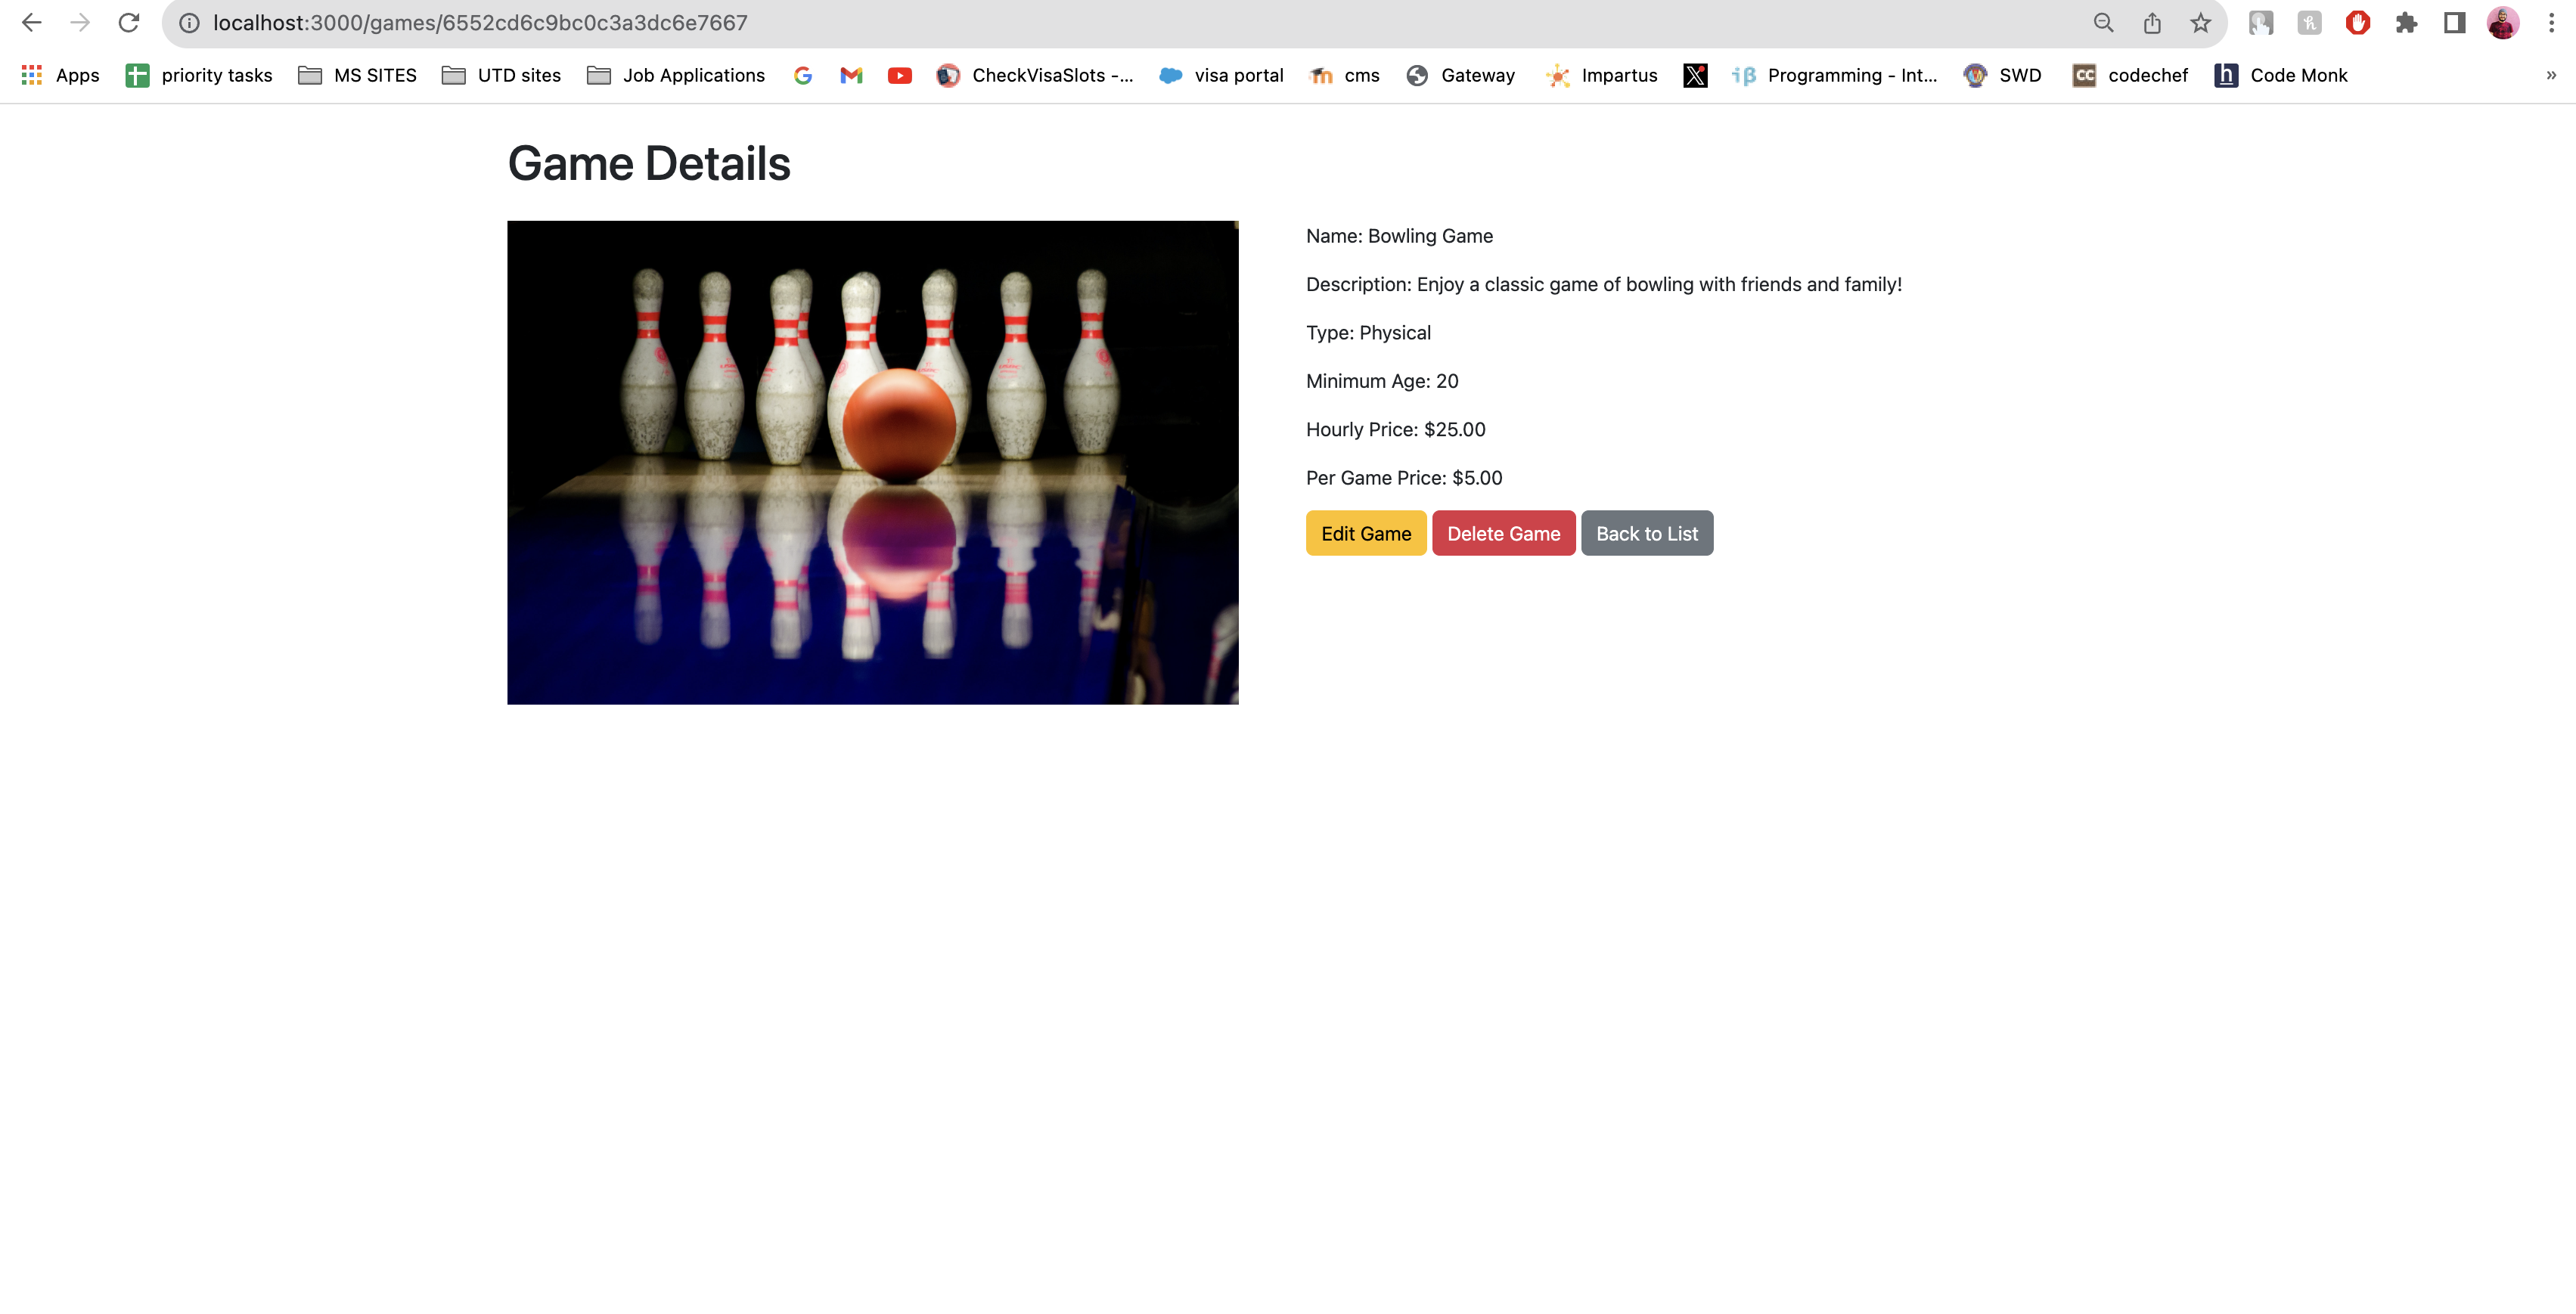 localhost:3000/games/6552cd6c9bc0c3a3dc6e7667
Apps priority tasks MS SITES UTD sites Job Applications CheckVisaSlots -... visa portal cms Gateway Impartus Programming - Int... SWD CC codechef h Code Monk »
Game Details
Name: Bowling Game
Description: Enjoy a classic game of bowling with friends and family!
Type: Physical
Minimum Age: 20
Hourly Price: $25.00
Per Game Price: $5.00
Edit Game Delete Game Back to List